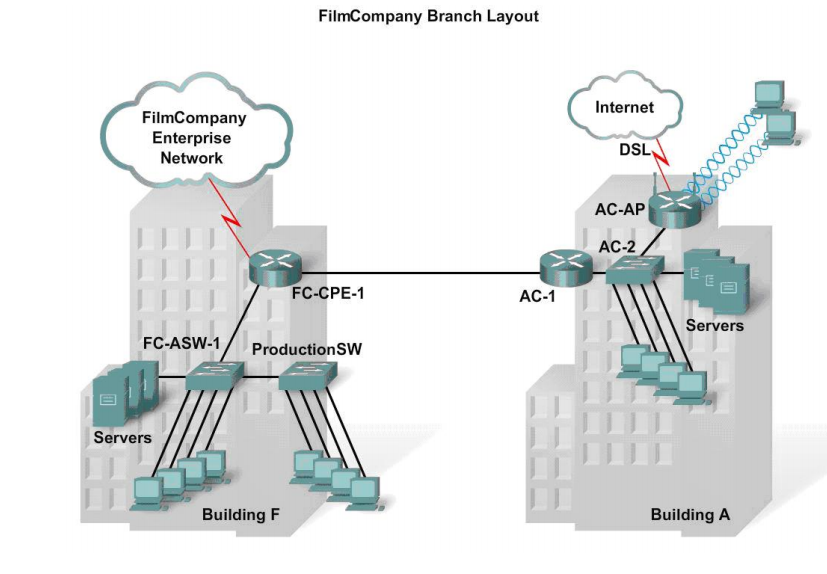 FilmCompany Branch Layout
FilmCompany
Enterprise
Network
Internet
DSL
AC-AP
AC-2
FC-CPE-1
AC-1
Servers
FC-ASW-1
ProductionSW
Servers
Building F
Building A